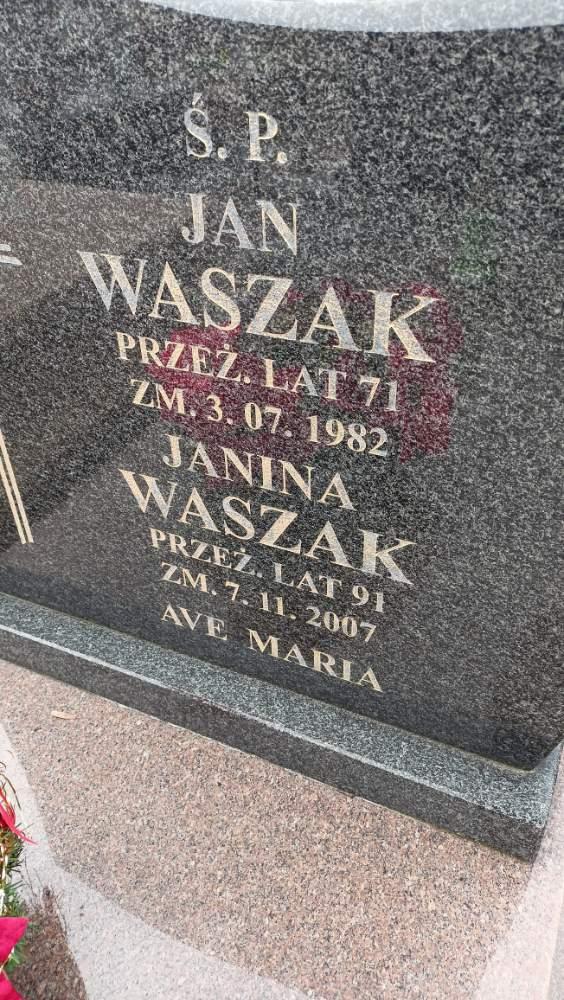 Ś. P.
JAN
WASZAK
PRZEŻ. LAT 71
ZM. 3. 07. 1982
JANINA
WASZAK
PRZEŻ. LAT 91
ZM. 7. 11. 2007
AVE MARIA